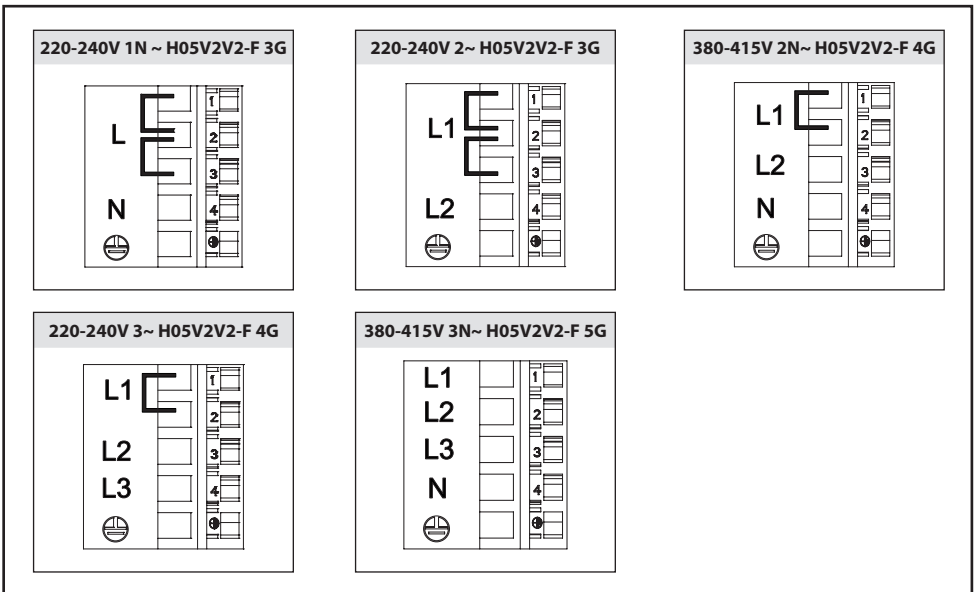 220-240V 1N ~ H05V2V2-F 3G
L
N
1
2
3
4
220-240V 2~ H05V2V2-F 3G
L1
L2
1
2
3
4
380-415V 2N~ H05V2V2-F 4G
L1
L2
N
1
2
3
4
220-240V 3~ H05V2V2-F 4G
L1
L2
L3
1
2
3
4
380-415V 3N~ H05V2V2-F 5G
L1
L2
L3
N
1
2
3
4